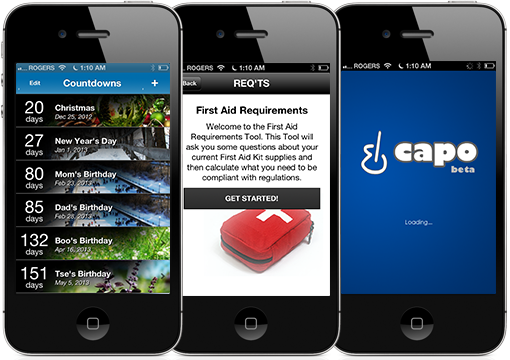 ROGERS 1:10 AM
Edit Countdowns +
20 days Christmas
Dec 25, 2012
27 days New Year's Day
Jan 1, 2013
80 days Mom's Birthday
Feb 23, 2013
85 days Dad's Birthday
Feb 28, 2013
132 days Boo's Birthday
Apr 16, 2013
151 days Tse's Birthday
May 5, 2013
ROGERS 1:10 AM
Back REQ'TS
First Aid Requirements
Welcome to the First Aid
Requirements Tool. This Tool will
ask you some questions about your
current First Aid Kit supplies and
then calculate what you need to be
compliant with regulations.
GET STARTED!
ROGERS 1:10 AM
capo
beta
Loading...